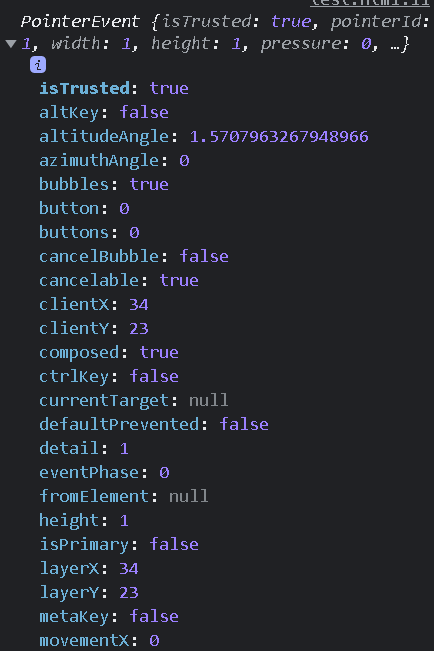 test.html:11
PointerEvent {isTrusted: true, pointerId:
1, width: 1, height: 1, pressure: 0, …}
i
isTrusted: true
altKey: false
altitudeAngle: 1.5707963267948966
azimuthAngle: 0
bubbles: true
button: 0
buttons: 0
cancelBubble: false
cancelable: true
clientX: 34
clientY: 23
composed: true
ctrlKey: false
currentTarget: null
defaultPrevented: false
detail: 1
eventPhase: 0
fromElement: null
height: 1
isPrimary: false
layerX: 34
layerY: 23
metaKey: false
movementX: 0